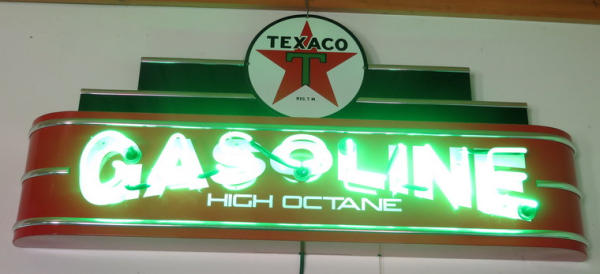 TEXACO
T
REG. T.M.
GASOLINE
HIGH OCTANE